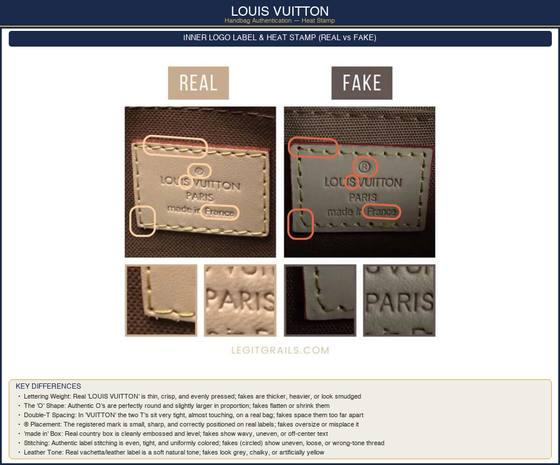 LOUIS VUITTON
Handbag Authentication — Heat Stamp
INNER LOGO LABEL & HEAT STAMP (REAL vs FAKE)
REAL
FAKE
®
LOUIS VUITTON
PARIS
made in France
®
LOUIS VUITTON
PARIS
made in France
PARIS
PARIS
LEGITGRAILS.COM
KEY DIFFERENCES
• Lettering Weight: Real 'LOUIS VUITTON' is thin, crisp, and evenly pressed; fakes are thicker, heavier, or look smudged
• The 'O' Shape: Authentic O's are perfectly round and slightly larger in proportion; fakes flatten or shrink them
• Double-T Spacing: In 'VUITTON' the two T's sit very tight, almost touching, on a real bag; fakes space them too far apart
• ® Placement: The registered mark is small, sharp, and correctly positioned on real labels; fakes oversize or misplace it
• 'made in' Box: Real country box is cleanly embossed and level; fakes show wavy, uneven, or off-center text
• Stitching: Authentic label stitching is even, tight, and uniformly colored; fakes (circled) show uneven, loose, or wrong-tone thread
• Leather Tone: Real vachetta/leather label is a soft natural tone; fakes look grey, chalky, or artificially yellow